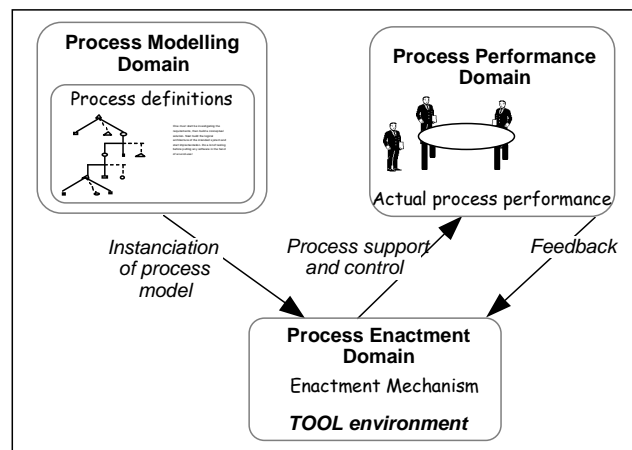 Process Modelling
Domain
Process definitions
Process Performance
Domain
Actual process performance
Instanciation
of process
model
Process support
and control
Feedback
Process Enactment
Domain
Enactment Mechanism
TOOL environment